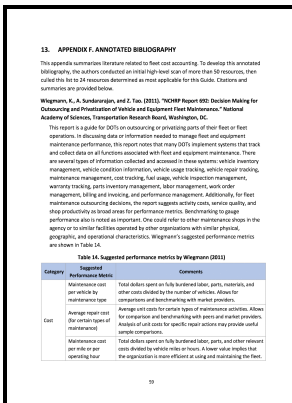 13. APPENDIX F. ANNOTATED BIBLIOGRAPHY
This appendix summarizes literature related to fleet cost accounting. To develop this annotated
bibliography, the authors conducted an initial high-level scan of more than 50 resources, then
culled this list to 24 resources determined as most applicable for this Guide. Citations and
summaries are provided below.
Wiegmann, K., A. Sundararajan, and Z. Tao. (2011). "NCHRP Report 692: Decision Making for
Outsourcing and Privatization of Vehicle and Equipment Fleet Maintenance." National
Academy of Sciences, Transportation Research Board, Washington, DC.
This report is a guide for DOTs on outsourcing or privatizing parts of their fleet or fleet
operations. In discussing data or information needed to manage fleet and equipment
maintenance performance, this report notes that many DOTs implement systems that track
and collect data on all functions associated with fleet and equipment maintenance. There
are several types of information collected and accessed in these systems: vehicle inventory
management, vehicle condition information, vehicle usage tracking, vehicle repair tracking,
maintenance management, cost tracking, fuel usage, vehicle inspection management,
warranty tracking, parts inventory management, labor management, work order
management, billing and invoicing, and performance management. Additionally, for fleet
maintenance outsourcing decisions, the report suggests activity costs, service quality, and
shop productivity as broad areas for performance metrics. Benchmarking to gauge
performance also is noted as important. One could refer to other maintenance shops in the
agency or to similar facilities operated by other organizations with similar physical,
geographic, and operational characteristics. Wiegmann's suggested performance metrics
are shown in Table 14.
Table 14. Suggested performance metrics by Wiegmann (2011)
Category
Suggested
Performance Metric
Comments
Cost
Maintenance cost
per vehicle by
maintenance type
Total dollars spent on fully burdened labor, parts, materials, and
other costs divided by the number of vehicles. Allows for
comparisons and benchmarking with market providers.
Average repair cost
(for certain types of
maintenance)
Average unit costs for certain types of maintenance activities. Allows
for comparison and benchmarking with peers and market providers.
Analysis of unit costs for specific repair actions may provide useful
sample comparisons.
Maintenance cost
per mile or per
operating hour
Total dollars spent on fully burdened labor, parts, and other relevant
costs divided by vehicle miles or hours. A lower value implies that
the organization is more efficient at using and maintaining the fleet.
59